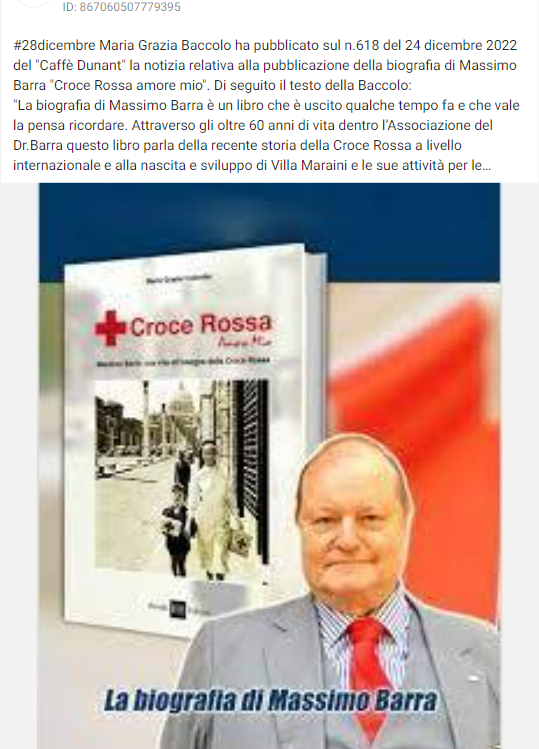 ID: 867060507779395
#28dicembre Maria Grazia Baccolo ha pubblicato sul n.618 del 24 dicembre 2022
del "Caffè Dunant" la notizia relativa alla pubblicazione della biografia di Massimo
Barra "Croce Rossa amore mio". Di seguito il testo della Baccolo:
"La biografia di Massimo Barra è un libro che è uscito qualche tempo fa e che vale
la pensa ricordare. Attraverso gli oltre 60 anni di vita dentro l'Associazione del
Dr.Barra questo libro parla della recente storia della Croce Rossa a livello
internazionale e alla nascita e sviluppo di Villa Maraini e le sue attività per le...
Maria Grazia
Croce Rossa
Amore Mio
Massimo Barra: una vita all'insegna della Croce Rossa
La biografia di Massimo Barra